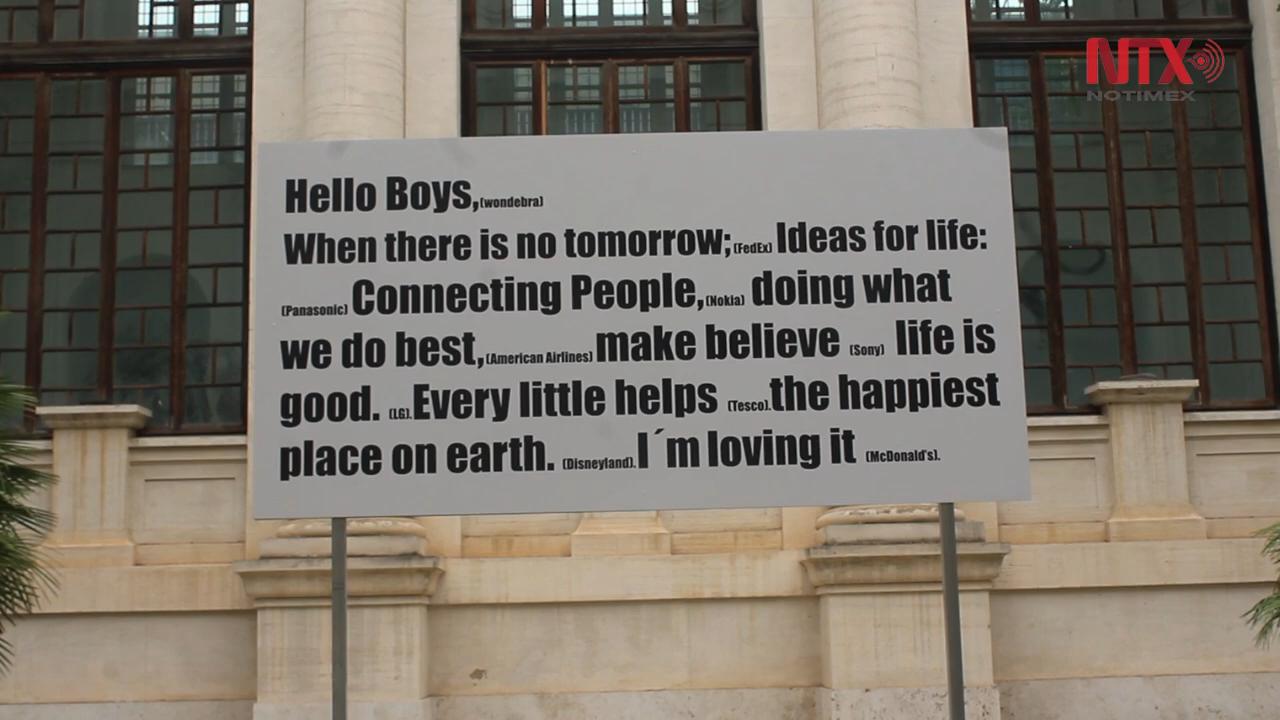 NTX
NOTIMEX
Hello Boys,(wondebra)
When there is no tomorrow;(FedEx) Ideas for life:
(Panasonic) Connecting People,(Nokia) doing what
we do best,(American Airlines) make believe (Sony) life is
good. (LG). Every little helps (Tesco).the happiest
place on earth. (Disneyland). I´m loving it (McDonald's).